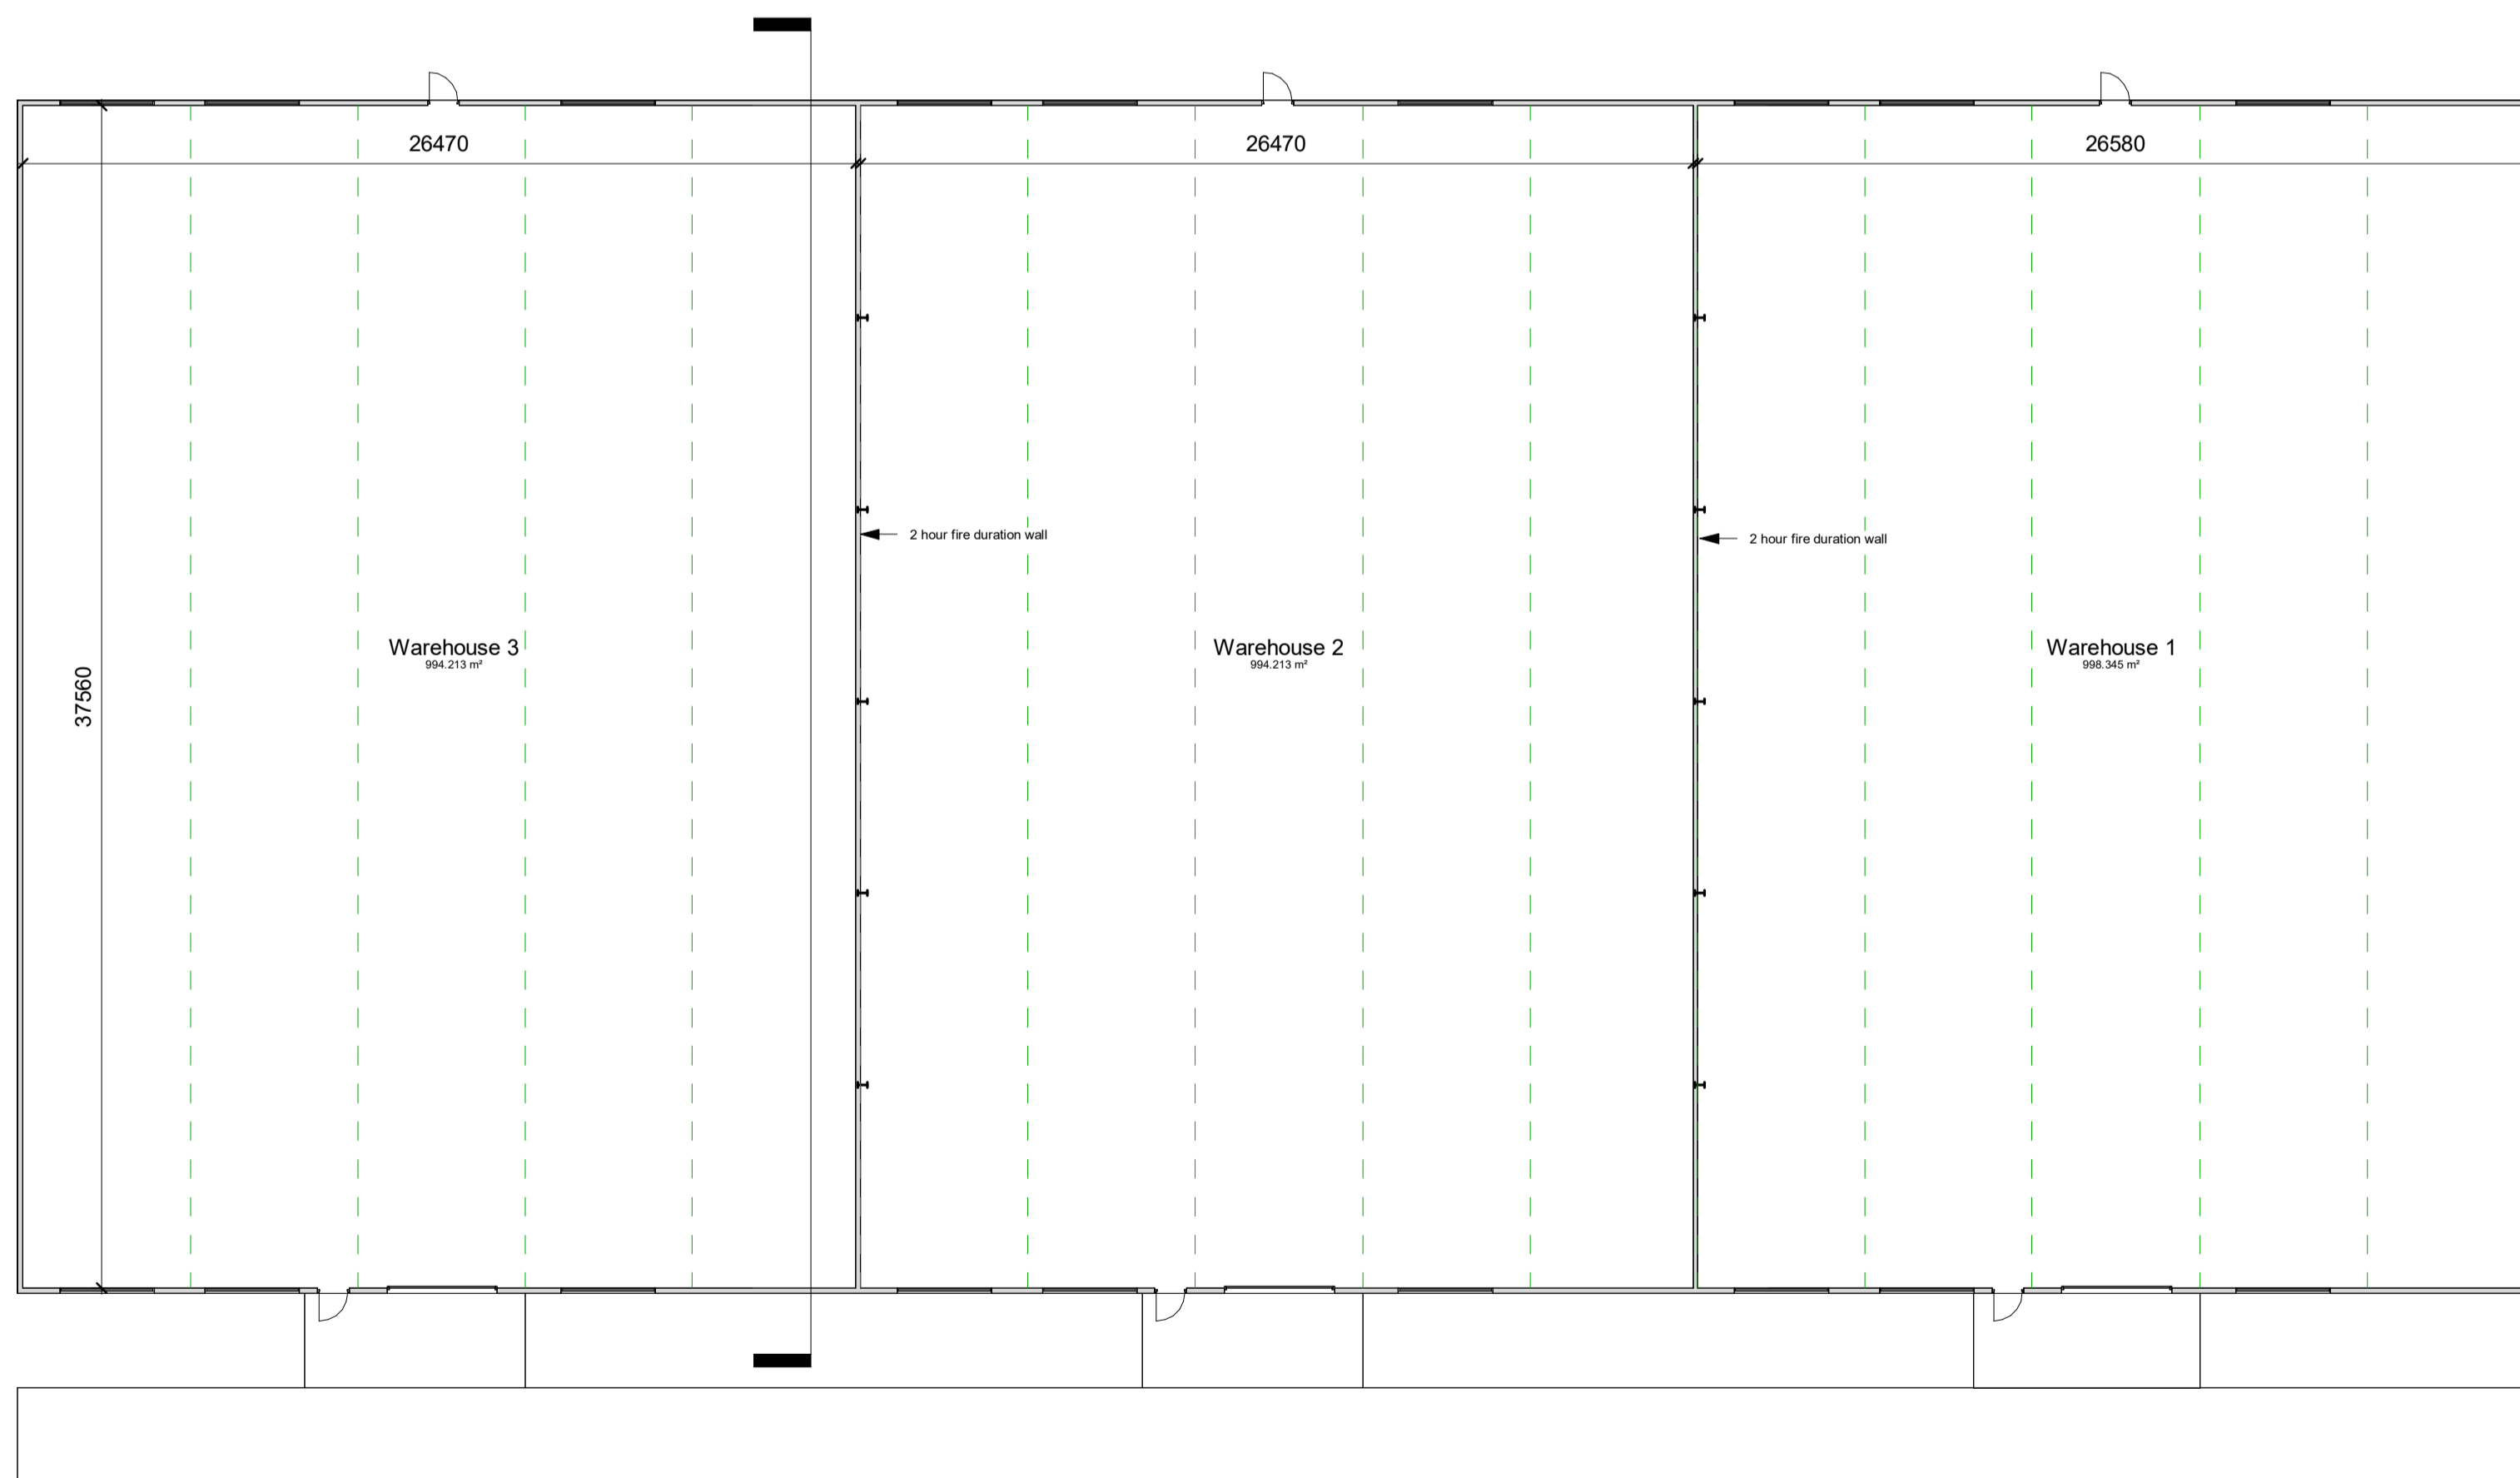 26470
26470
26580
2 hour fire duration wall
2 hour fire duration wall
Warehouse 3
994.213 m²
Warehouse 2
994.213 m²
Warehouse 1
998.345 m²
37560